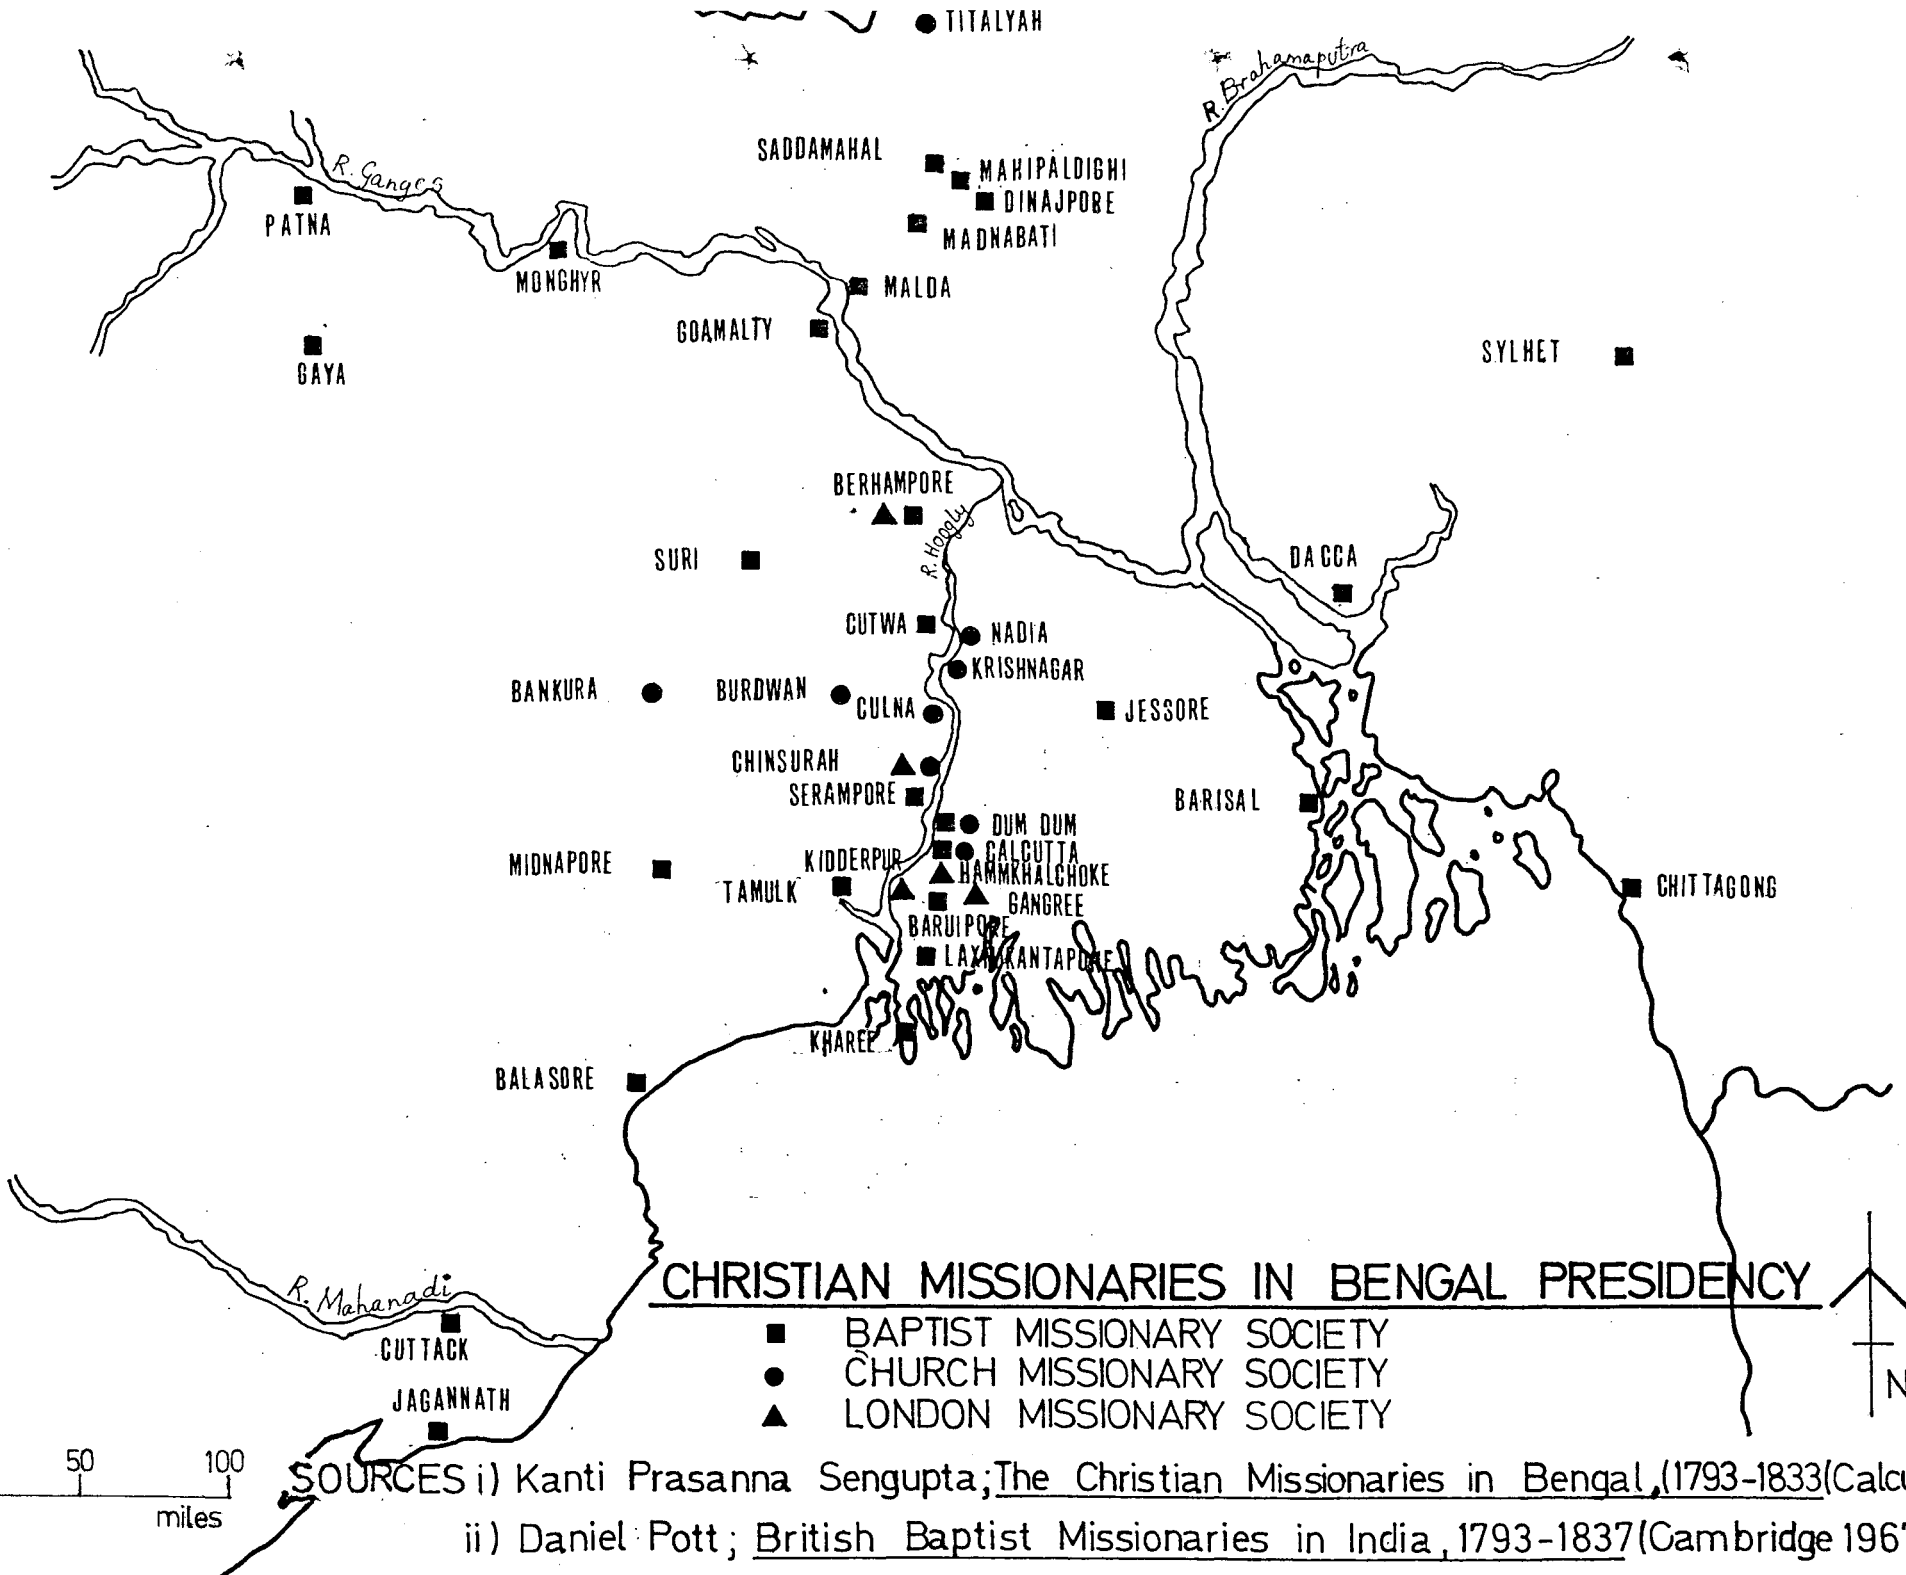 TITALYAH
R. Brahamaputra
SADDAMAHAL
MAHIPALDIGHI
R. Ganges
DINAJPORE
PATNA
MADNABATI
MONGHYR
MALDA
GOAMALTY
SYLHET
GAYA
BERHAMPORE
R. Hoogly
SURI
DACCA
CUTWA
NADIA
KRISHNAGAR
BANKURA
BURDWAN
CULNA
JESSORE
CHINSURAH
SERAMPORE
BARISAL
DUM DUM
CALCUTTA
KIDDERPUR
MIDNAPORE
HAMMKHALCHOKE
TAMULK
GANGREE
CHITTAGONG
BARUIPORE
LAXMIKANTAPORE
KHAREE
BALASORE
CHRISTIAN MISSIONARIES IN BENGAL PRESIDENCY
R. Mahanadi
BAPTIST MISSIONARY SOCIETY
CUTTACK
CHURCH MISSIONARY SOCIETY
N
JAGANNATH
LONDON MISSIONARY SOCIETY
50 100
miles
SOURCES i) Kanti Prasanna Sengupta; The Christian Missionaries in Bengal, (1793-1833 (Calcu
ii) Daniel Pott; British Baptist Missionaries in India, 1793-1837 (Cambridge 196